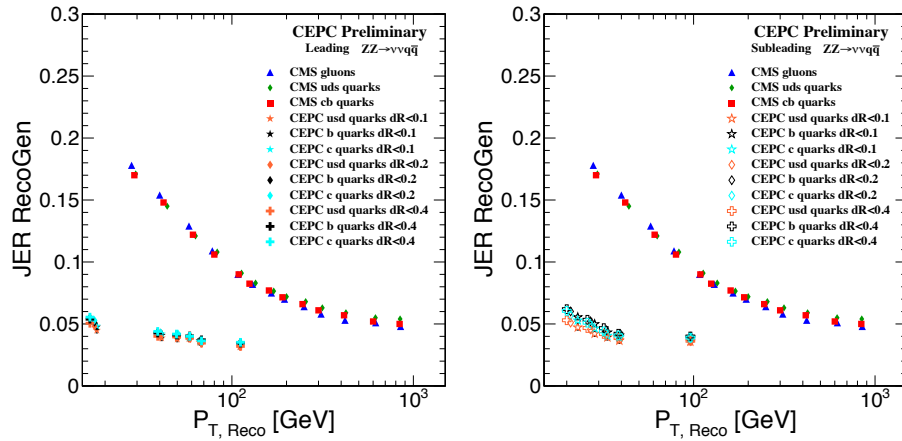 CEPC Preliminary
Leading ZZ→ννqq̅
CMS gluons
CMS uds quarks
CMS cb quarks
CEPC usd quarks dR<0.1
CEPC b quarks dR<0.1
CEPC c quarks dR<0.1
CEPC usd quarks dR<0.2
CEPC b quarks dR<0.2
CEPC c quarks dR<0.2
CEPC usd quarks dR<0.4
CEPC b quarks dR<0.4
CEPC c quarks dR<0.4
JER RecoGen
0.3
0.25
0.2
0.15
0.1
0.05
0
10²
10³
P_T, Reco [GeV]
CEPC Preliminary
Subleading ZZ→ννqq̅
CMS gluons
CMS uds quarks
CMS cb quarks
CEPC usd quarks dR<0.1
CEPC b quarks dR<0.1
CEPC c quarks dR<0.1
CEPC usd quarks dR<0.2
CEPC b quarks dR<0.2
CEPC c quarks dR<0.2
CEPC usd quarks dR<0.4
CEPC b quarks dR<0.4
CEPC c quarks dR<0.4
JER RecoGen
0.3
0.25
0.2
0.15
0.1
0.05
0
10²
10³
P_T, Reco [GeV]